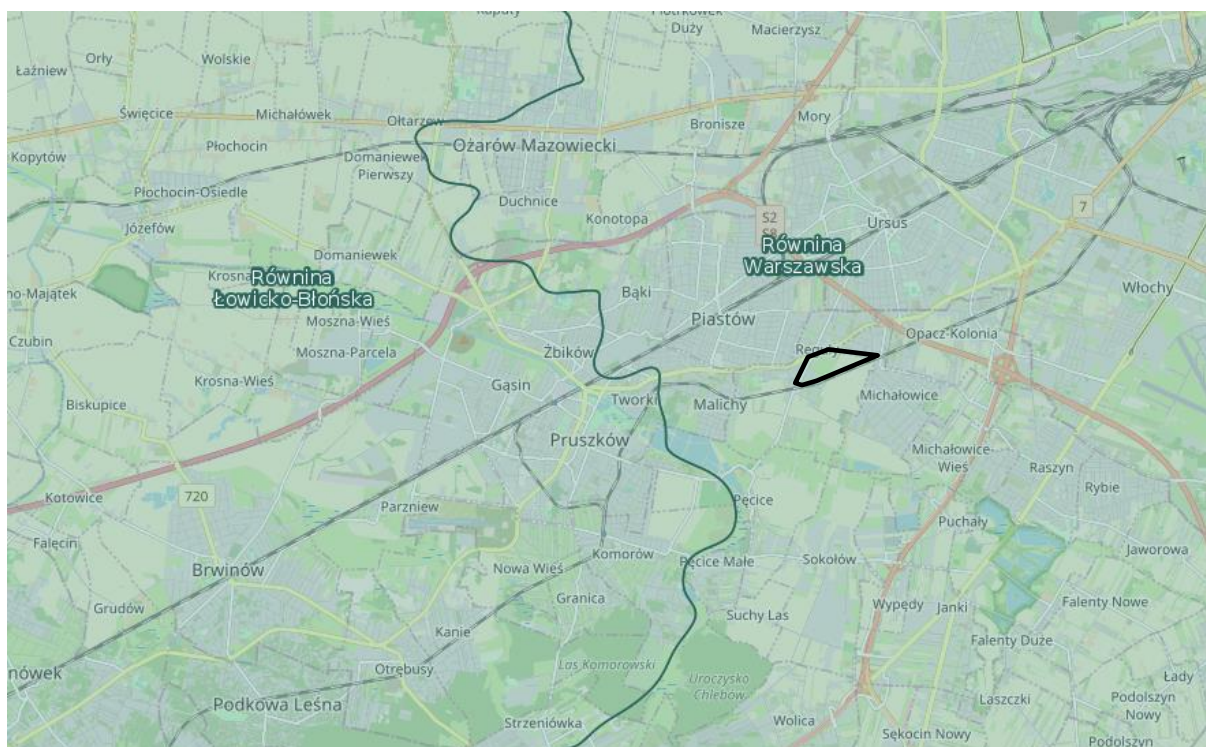 Kaputy
Duży
Macierzysz
Orły
Wolskie
Łaźniew
Święcice
Michałówek
Ołtarzew
Bronisze
Mory
Kopytów
Płochocin
Domaniewek
Pierwszy
Ożarów Mazowiecki
Płochocin-Osiedle
Duchnice
Konotopa
S2
S8
7
Józefów
Ursus
Domaniewek
Równina
Warszawska
Krosna
Równina
Łowicko-Błońska
no-Majątek
Bąki
Włochy
Moszna-Wieś
Piastów
Opacz-Kolonia
Czubin
Moszna-Parcela
Żbików
Reguły
Krosna-Wieś
Gąsin
Tworki
Malichy
Michałowice
Biskupice
Pruszków
Michałowice-
Wieś
Raszyn
Rybie
Kotowice
720
Parzniew
Pęcice
Puchały
Falęcin
Komorów
Pęcice Małe
Sokołów
Jaworowa
Brwinów
Nowa Wieś
Grudów
Granica
Suchy Las
Wypędy
Janki
Falenty Nowe
Kanie
Falenty Duże
nówek
Otrębusy
Las Komorowski
Uroczysko
Chlebów
Łady
Podkowa Leśna
Laszczki
Podolszyn
Nowy
Strzeniówka
Wolica
Sękocin Nowy
Podolszyn